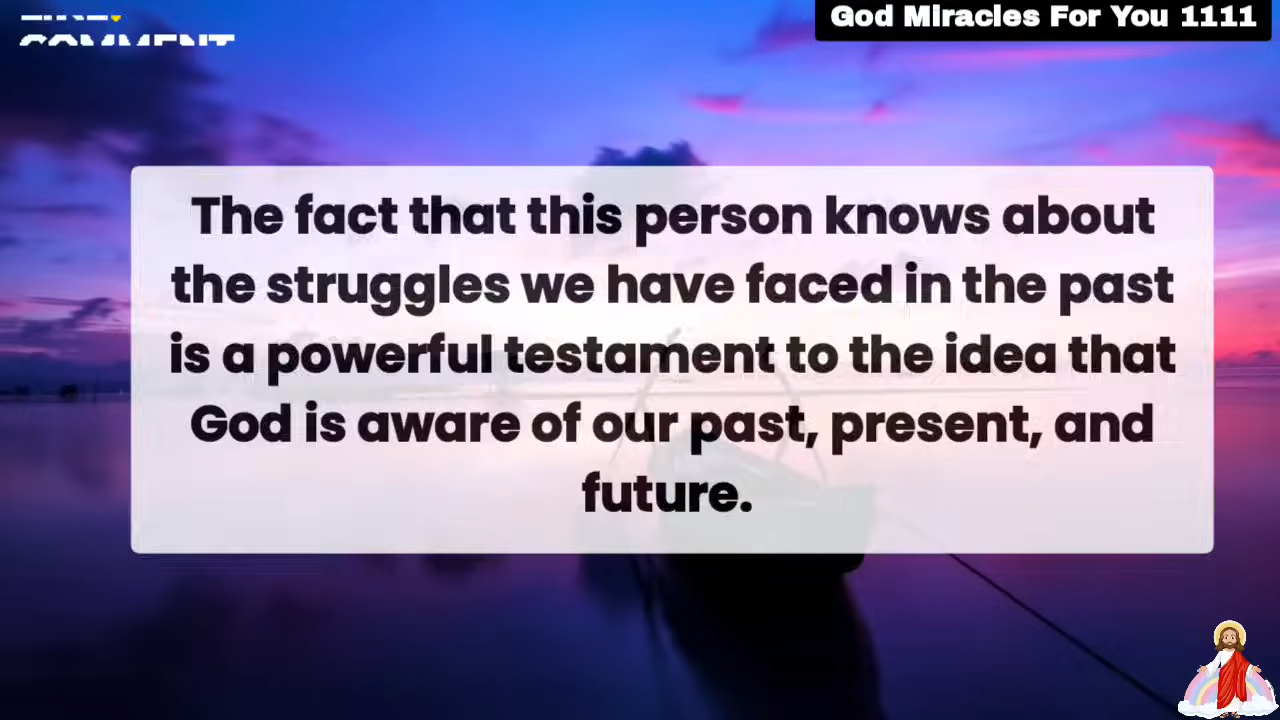 God Miracles For You 1111
The fact that this person knows about
the struggles we have faced in the past
is a powerful testament to the idea that
God is aware of our past, present, and
future.